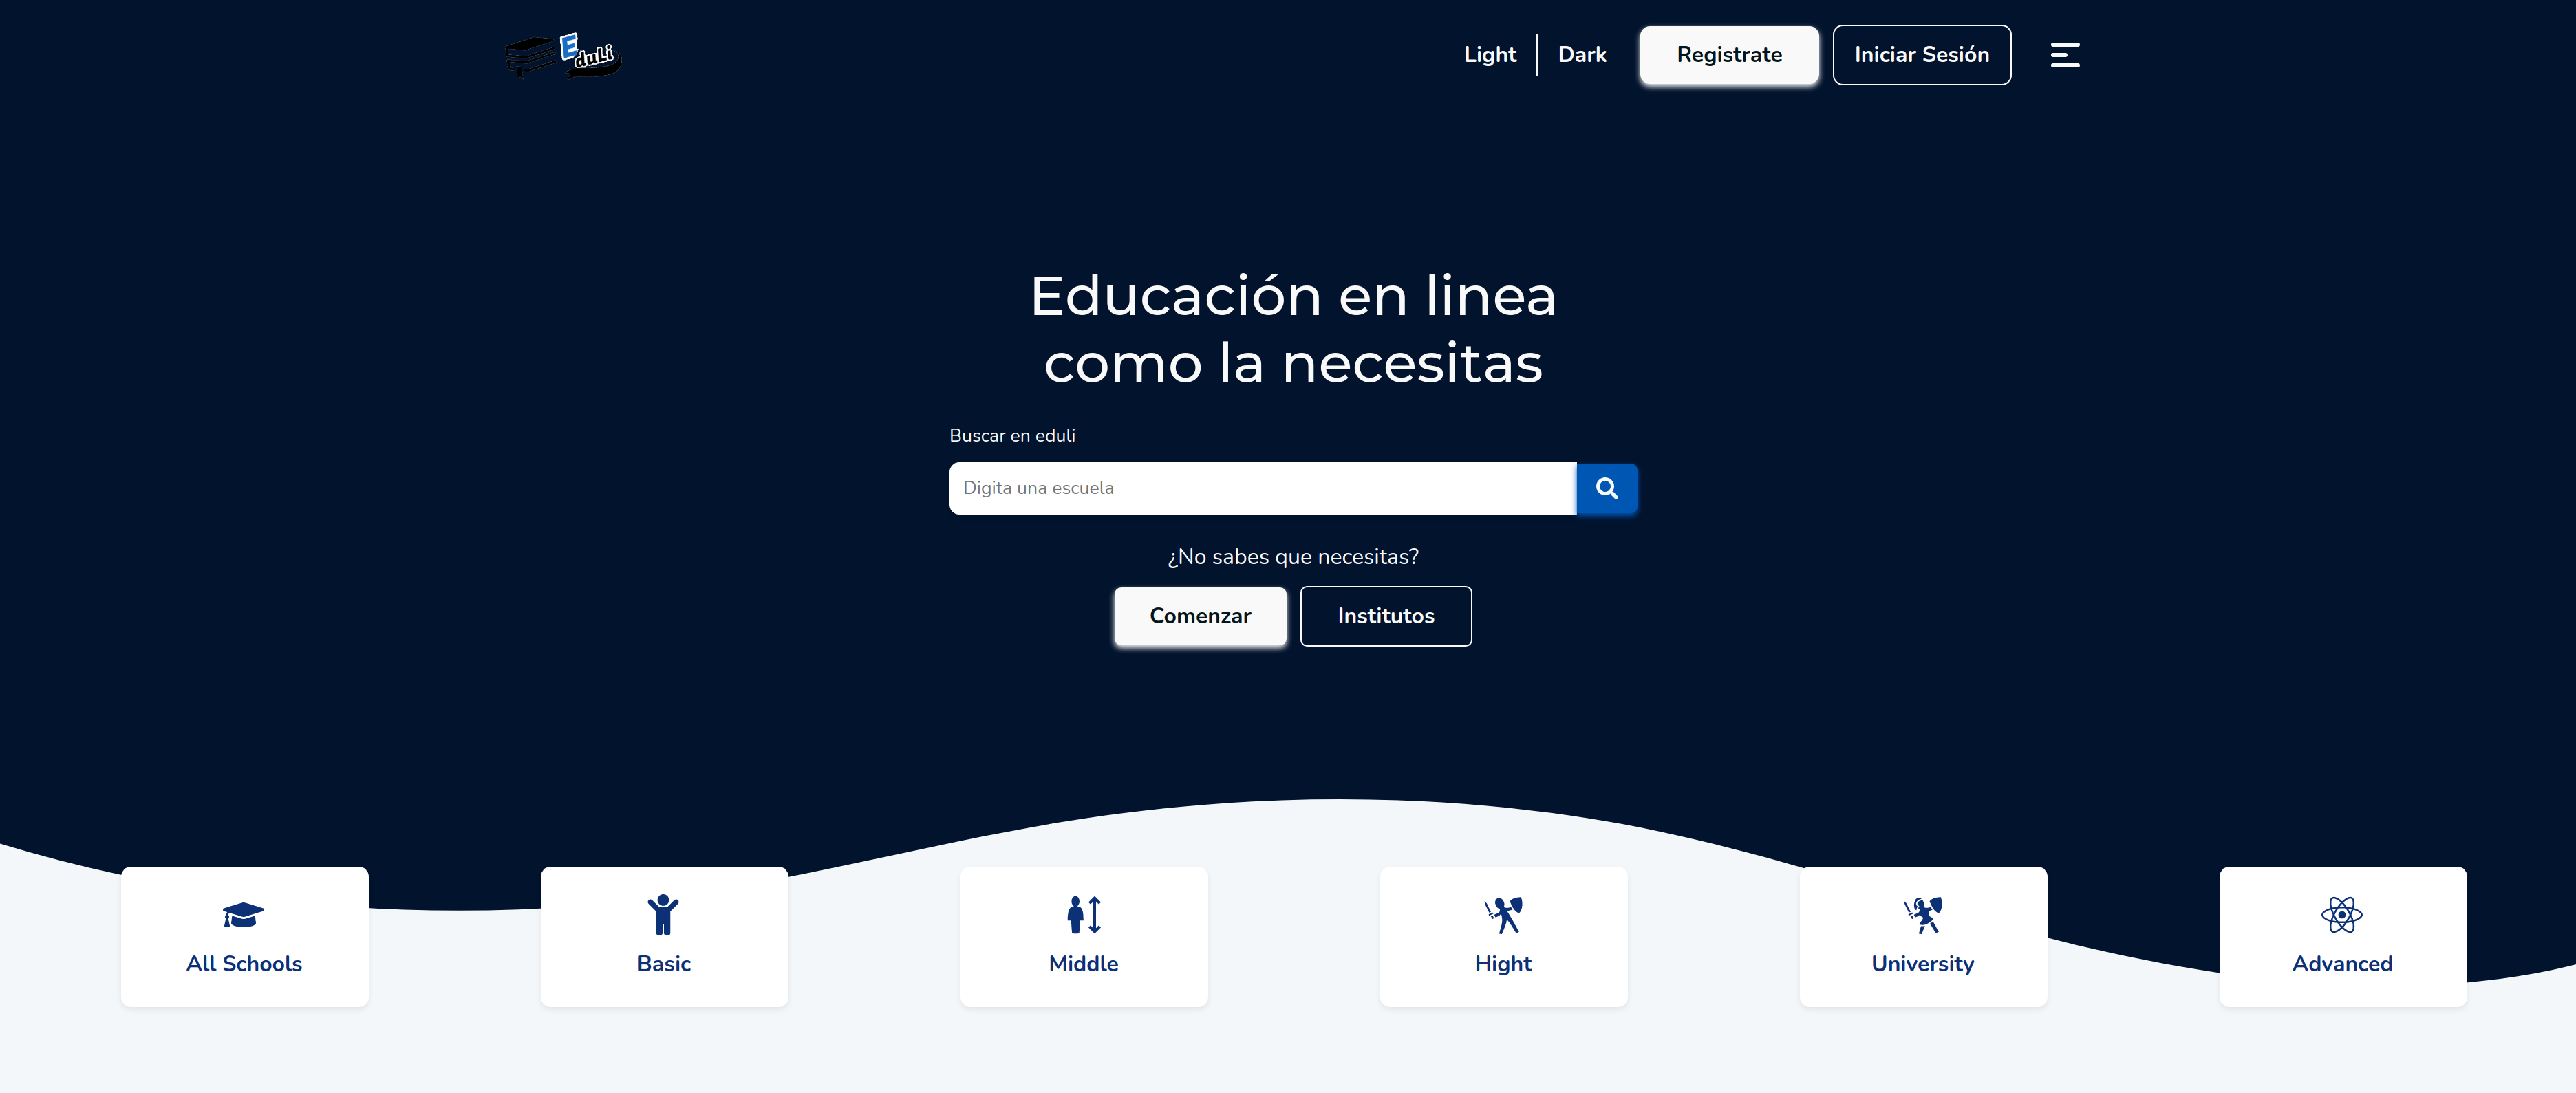 EduLi
Light
Dark
Registrate
Iniciar Sesión
Educación en linea
como la necesitas
Buscar en eduli
Digita una escuela
¿No sabes que necesitas?
Comenzar
Institutos
All Schools
Basic
Middle
Hight
University
Advanced